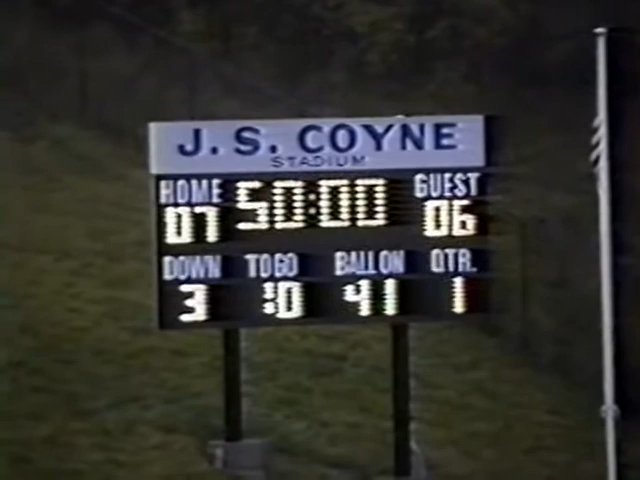 J. S. COYNE
STADIUM
HOME 50:00 GUEST
07 06
DOWN TO GO BALL ON QTR.
3 10 41 1